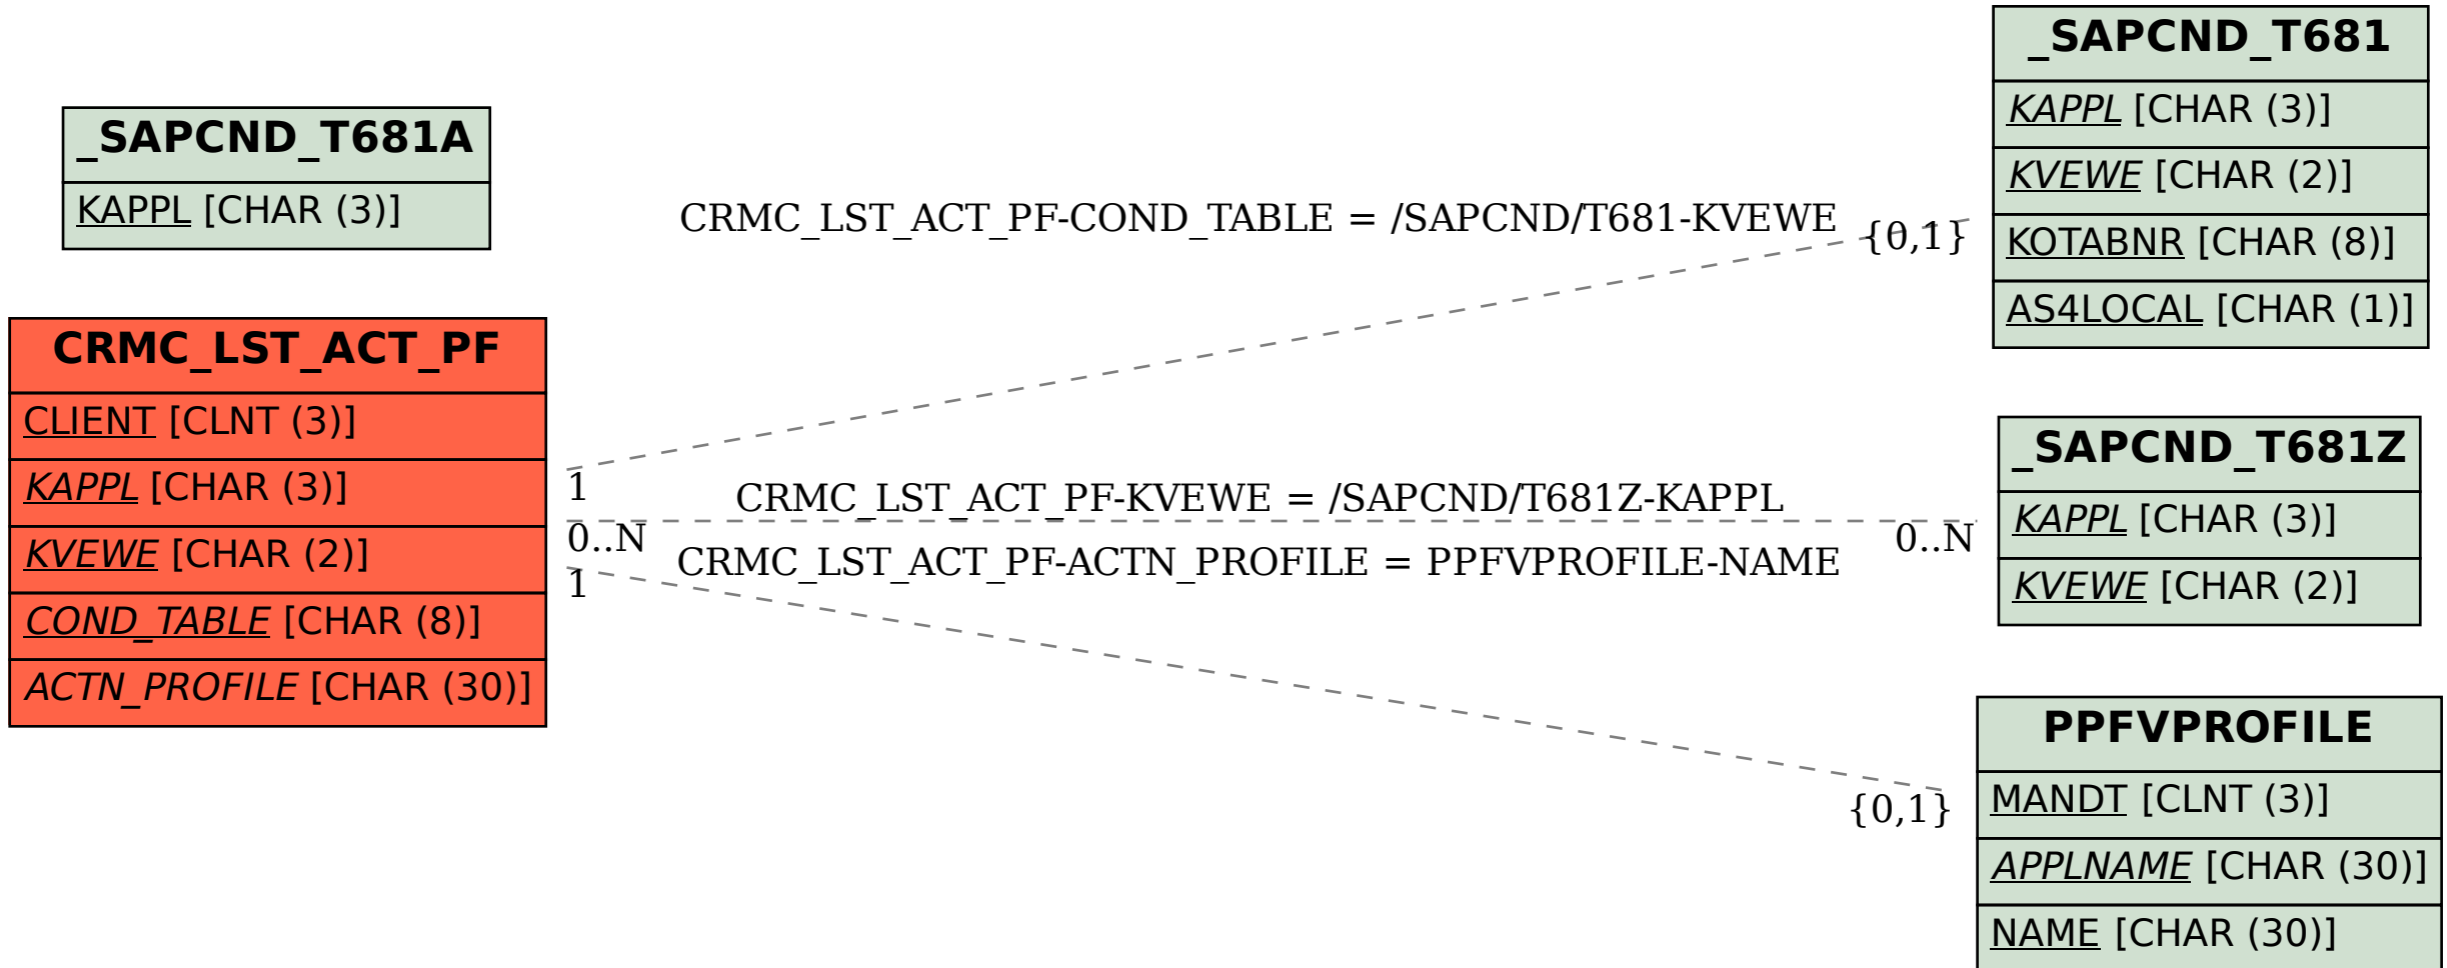 _SAPCND_T681A
KAPPL [CHAR (3)]
CRMC_LST_ACT_PF
CLIENT [CLNT (3)]
KAPPL [CHAR (3)]
KVEWE [CHAR (2)]
COND_TABLE [CHAR (8)]
ACTN_PROFILE [CHAR (30)]
CRMC_LST_ACT_PF-COND_TABLE = /SAPCND/T681-KVEWE
{0,1}
1
CRMC_LST_ACT_PF-KVEWE = /SAPCND/T681Z-KAPPL
0..N
0..N
CRMC_LST_ACT_PF-ACTN_PROFILE = PPFVPROFILE-NAME
1
{0,1}
_SAPCND_T681
KAPPL [CHAR (3)]
KVEWE [CHAR (2)]
KOTABNR [CHAR (8)]
AS4LOCAL [CHAR (1)]
_SAPCND_T681Z
KAPPL [CHAR (3)]
KVEWE [CHAR (2)]
PPFVPROFILE
MANDT [CLNT (3)]
APPLNAME [CHAR (30)]
NAME [CHAR (30)]